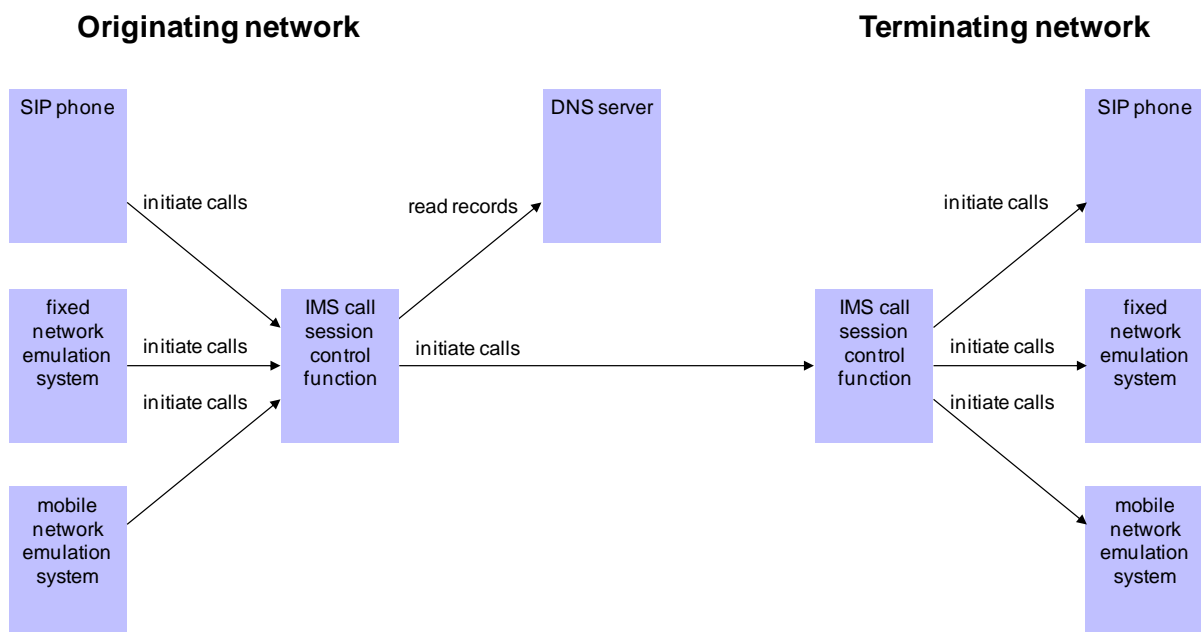 Originating network
Terminating network
SIP phone
DNS server
SIP phone
initiate calls
read records
initiate calls
fixed
network
emulation
system
initiate calls
IMS call
session
control
function
initiate calls
IMS call
session
control
function
initiate calls
fixed
network
emulation
system
initiate calls
initiate calls
mobile
network
emulation
system
mobile
network
emulation
system